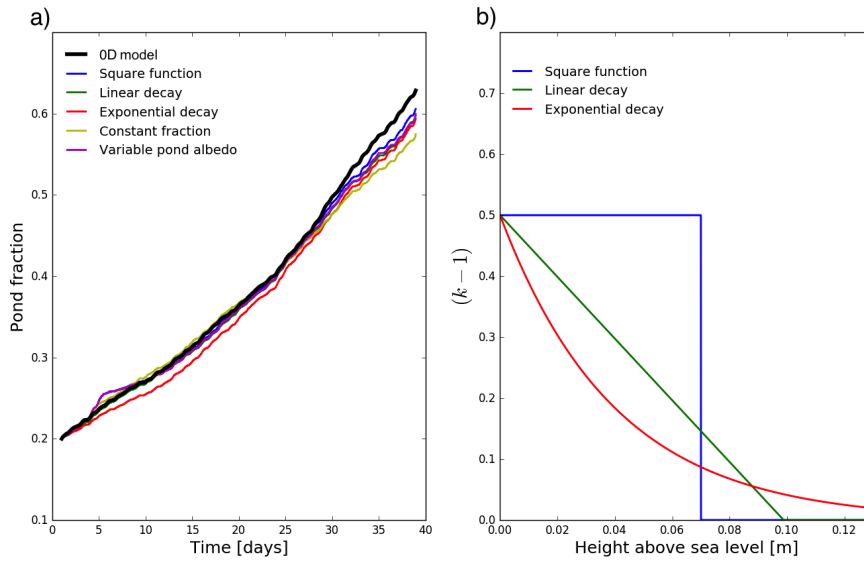 a)
0D model
Square function
Linear decay
Exponential decay
Constant fraction
Variable pond albedo
Pond fraction
0.6
0.5
0.4
0.3
0.2
0.1
0 5 10 15 20 25 30 35 40
Time [days]
b)
Square function
Linear decay
Exponential decay
(k − 1)
0.7
0.6
0.5
0.4
0.3
0.2
0.1
0.0
0.00 0.02 0.04 0.06 0.08 0.10 0.12
Height above sea level [m]